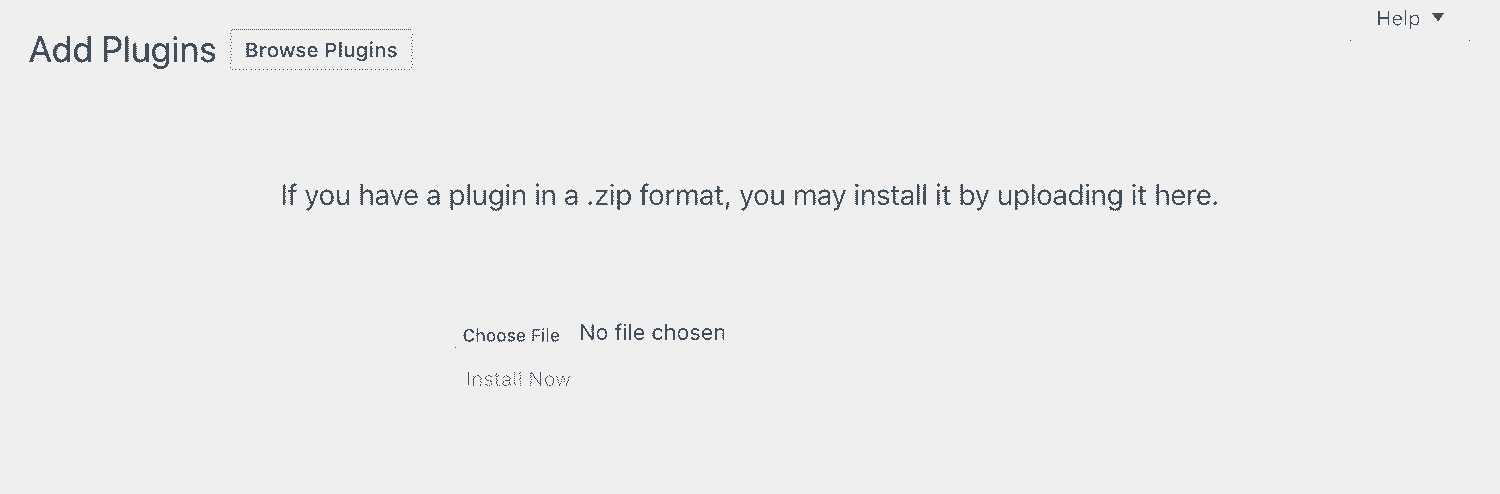 Help ▼
Add Plugins Browse Plugins
If you have a plugin in a .zip format, you may install it by uploading it here.
Choose File No file chosen
Install Now